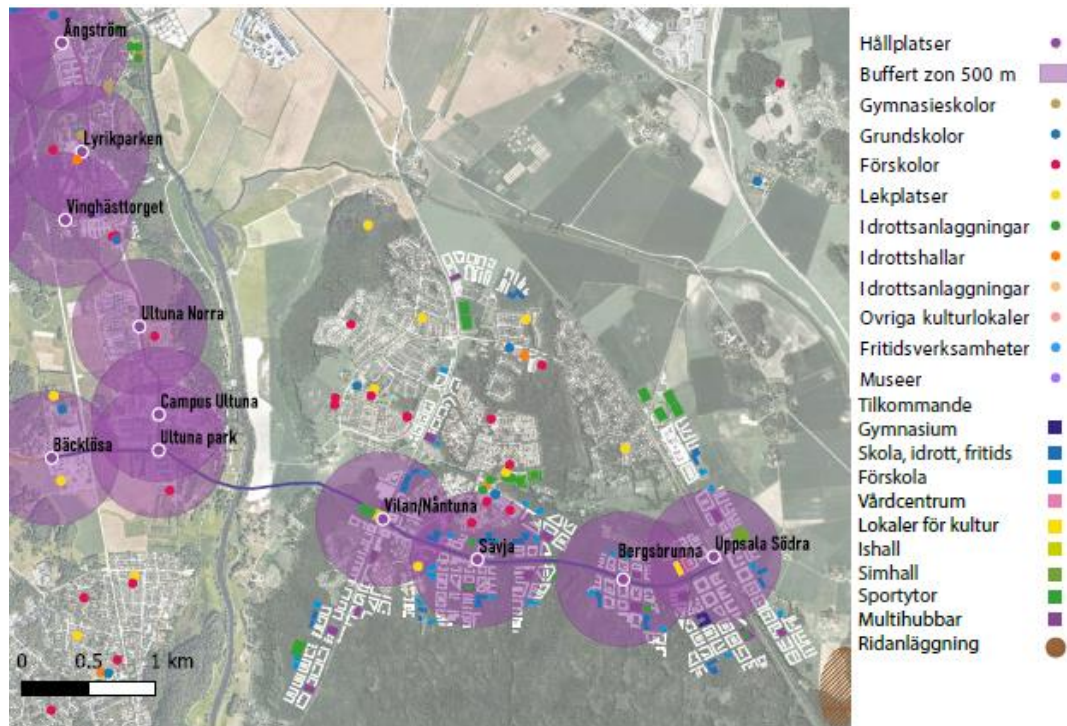 Ångström
Lyrikparken
Vinghästtorget
Ultuna Norra
Campus Ultuna
Ultuna park
Bäcklösa
Vilan/Nåntuna
Sävja
Bergsbrunna
Uppsala Södra
0 0.5 1 km
Hållplatser
Buffert zon 500 m
Gymnasieskolor
Grundskolor
Förskolor
Lekplatser
Idrottsanlaggningar
Idrottshallar
Idrottsanlaggningar
Ovriga kulturlokaler
Fritidsverksamheter
Museer
Tilkommande
Gymnasium
Skola, idrott, fritids
Förskola
Vårdcentrum
Lokaler för kultur
Ishall
Simhall
Sportytor
Multihubbar
Ridanläggning